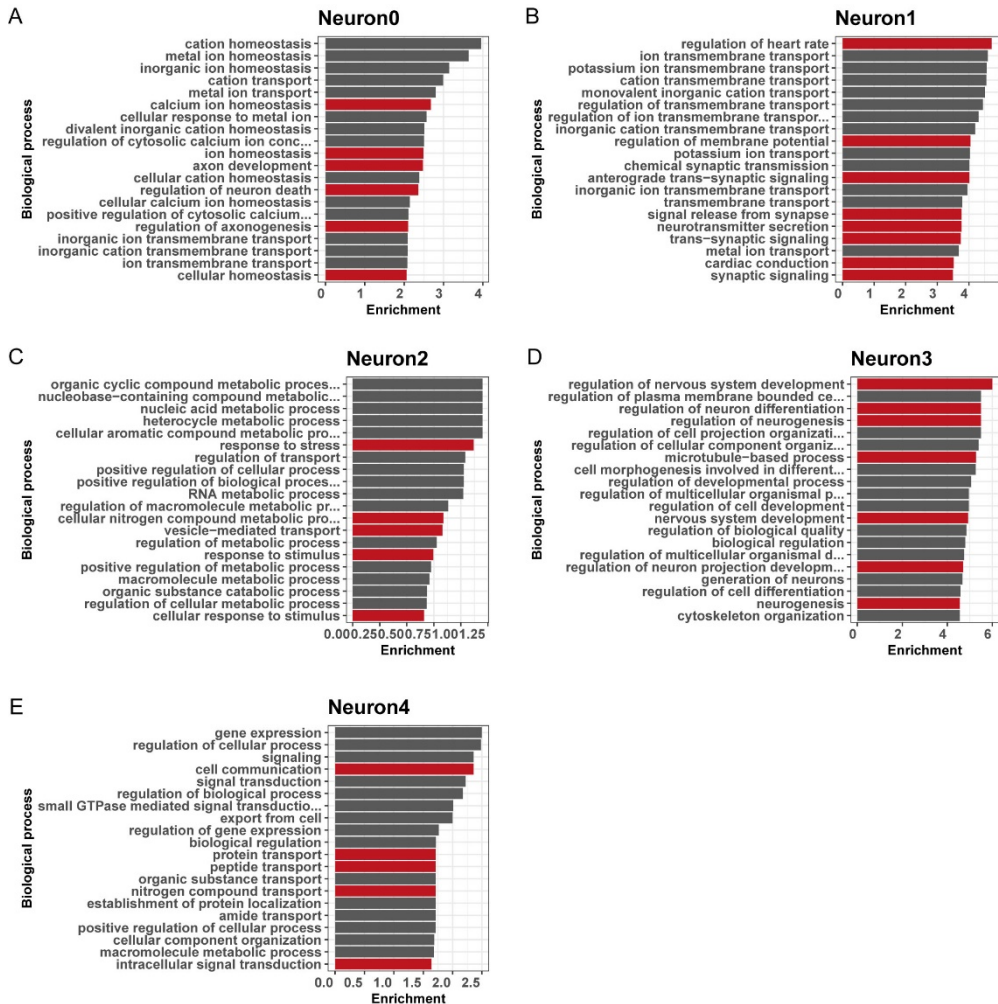 A
Neuron0
Biological process
cation homeostasis
metal ion homeostasis
inorganic ion homeostasis
cation transport
metal ion transport
calcium ion homeostasis
cellular response to metal ion
divalent inorganic cation homeostasis
regulation of cytosolic calcium ion conc...
ion homeostasis
axon development
cellular cation homeostasis
regulation of neuron death
cellular calcium ion homeostasis
positive regulation of cytosolic calcium...
regulation of axonogenesis
inorganic ion transmembrane transport
inorganic cation transmembrane transport
ion transmembrane transport
cellular homeostasis
0 1 2 3 4
Enrichment
B
Neuron1
Biological process
regulation of heart rate
ion transmembrane transport
potassium ion transmembrane transport
cation transmembrane transport
monovalent inorganic cation transport
regulation of transmembrane transport
regulation of ion transmembrane transpor...
inorganic cation transmembrane transport
regulation of membrane potential
potassium ion transport
chemical synaptic transmission
anterograde trans-synaptic signaling
inorganic ion transmembrane transport
transmembrane transport
signal release from synapse
neurotransmitter secretion
trans-synaptic signaling
metal ion transport
cardiac conduction
synaptic signaling
0 1 2 3 4
Enrichment
C
Neuron2
Biological process
organic cyclic compound metabolic proces...
nucleobase-containing compound metabolic...
nucleic acid metabolic process
heterocycle metabolic process
cellular aromatic compound metabolic pro...
response to stress
regulation of transport
positive regulation of cellular process
positive regulation of biological proces...
RNA metabolic process
regulation of macromolecule metabolic pr...
cellular nitrogen compound metabolic pro...
vesicle-mediated transport
regulation of metabolic process
response to stimulus
positive regulation of metabolic process
macromolecule metabolic process
organic substance catabolic process
regulation of cellular metabolic process
cellular response to stimulus
0.00 0.25 0.50 0.75 1.00 1.25
Enrichment
D
Neuron3
Biological process
regulation of nervous system development
regulation of plasma membrane bounded ce...
regulation of neuron differentiation
regulation of neurogenesis
regulation of cell projection organizati...
regulation of cellular component organiz...
microtubule-based process
cell morphogenesis involved in different...
regulation of developmental process
regulation of multicellular organismal p...
regulation of cell development
nervous system development
regulation of biological quality
biological regulation
regulation of multicellular organismal d...
regulation of neuron projection developm...
generation of neurons
regulation of cell differentiation
neurogenesis
cytoskeleton organization
0 2 4 6
Enrichment
E
Neuron4
Biological process
gene expression
regulation of cellular process
signaling
cell communication
signal transduction
regulation of biological process
small GTPase mediated signal transductio...
export from cell
regulation of gene expression
biological regulation
protein transport
peptide transport
organic substance transport
nitrogen compound transport
establishment of protein localization
amide transport
positive regulation of cellular process
cellular component organization
macromolecule metabolic process
intracellular signal transduction
0.0 0.5 1.0 1.5 2.0 2.5
Enrichment